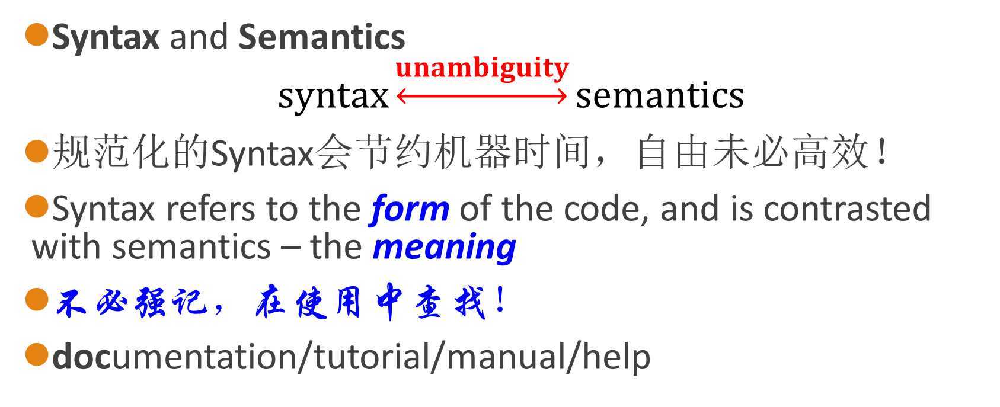 Syntax and Semantics
unambiguity
syntax ⟷ semantics
规范化的Syntax会节约机器时间，自由未必高效！
Syntax refers to the form of the code, and is contrasted
with semantics – the meaning
不必强记，在使用中查找！
documentation/tutorial/manual/help